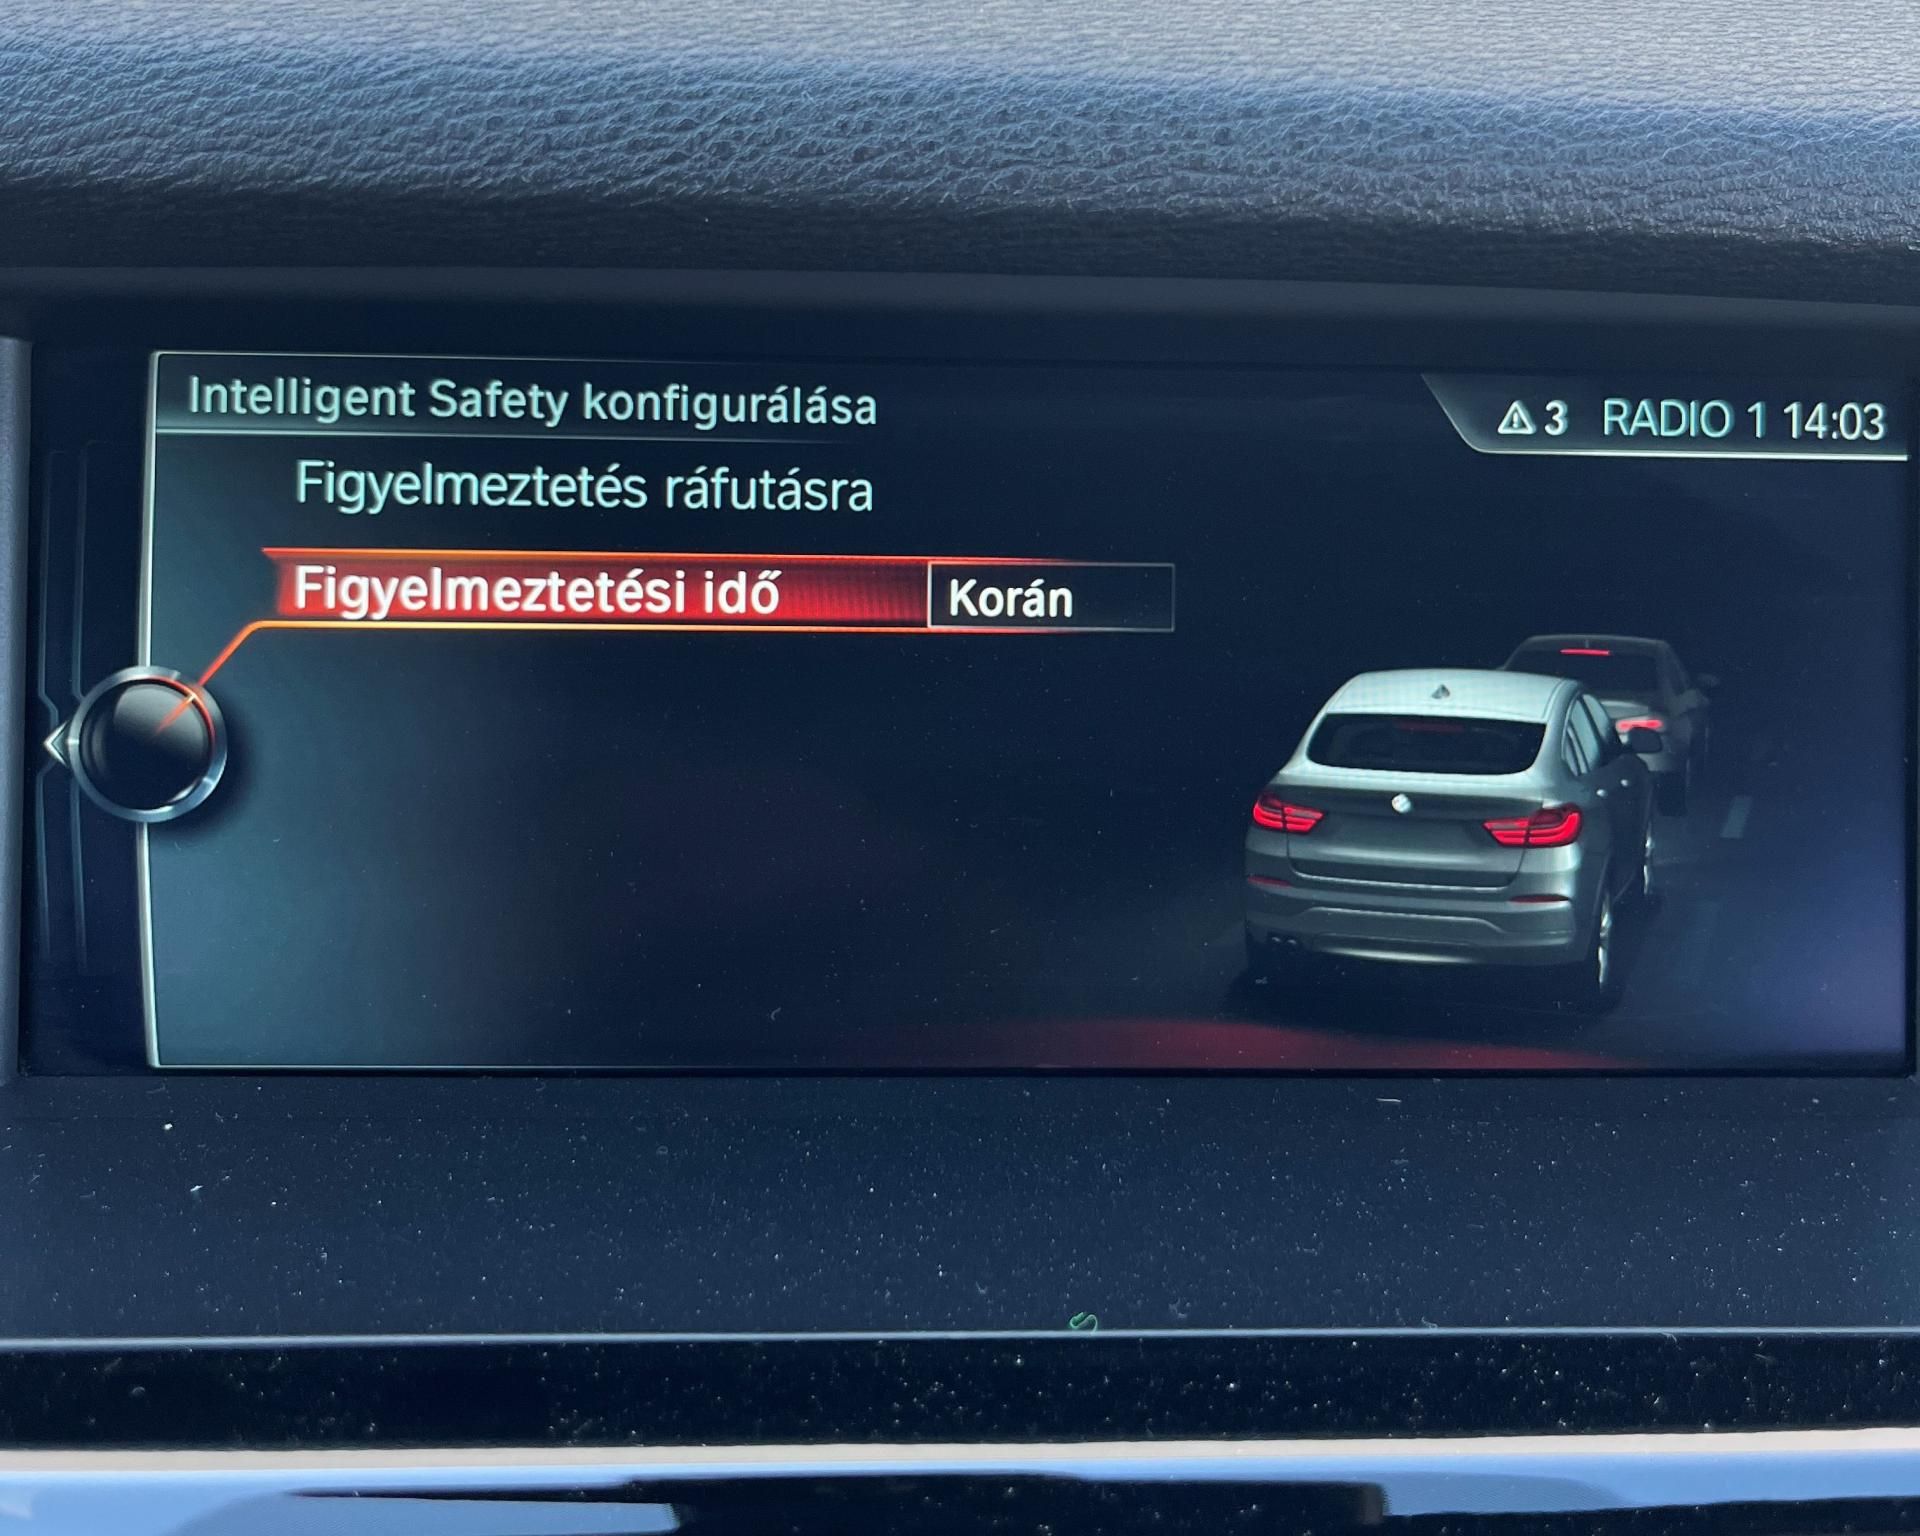 Intelligent Safety konfigurálása
3 RADIO 1 14:03
Figyelmeztetés ráfutásra
Figyelmeztetési idő Korán